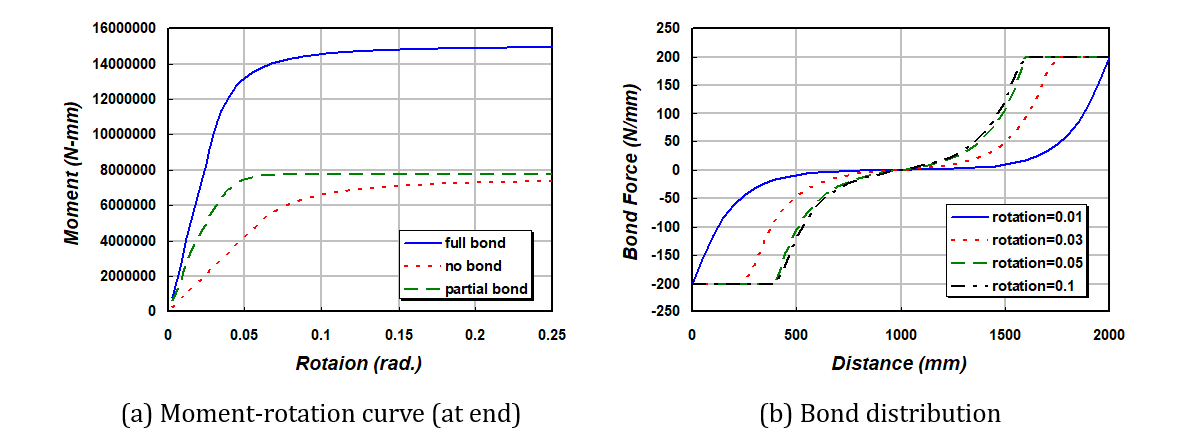 16000000
14000000
12000000
10000000
8000000
6000000
4000000
2000000
0
Moment (N-mm)
full bond
no bond
partial bond
0 0.05 0.1 0.15 0.2 0.25
Rotaion (rad.)
(a) Moment-rotation curve (at end)
250
200
150
100
50
0
-50
-100
-150
-200
-250
Bond Force (N/mm)
rotation=0.01
rotation=0.03
rotation=0.05
rotation=0.1
0 500 1000 1500 2000
Distance (mm)
(b) Bond distribution